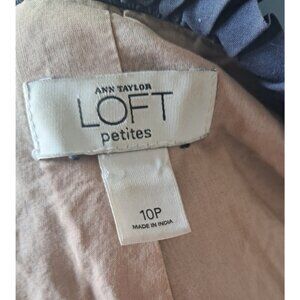 ANN TAYLOR
LOFT
petites
10P
MADE IN INDIA